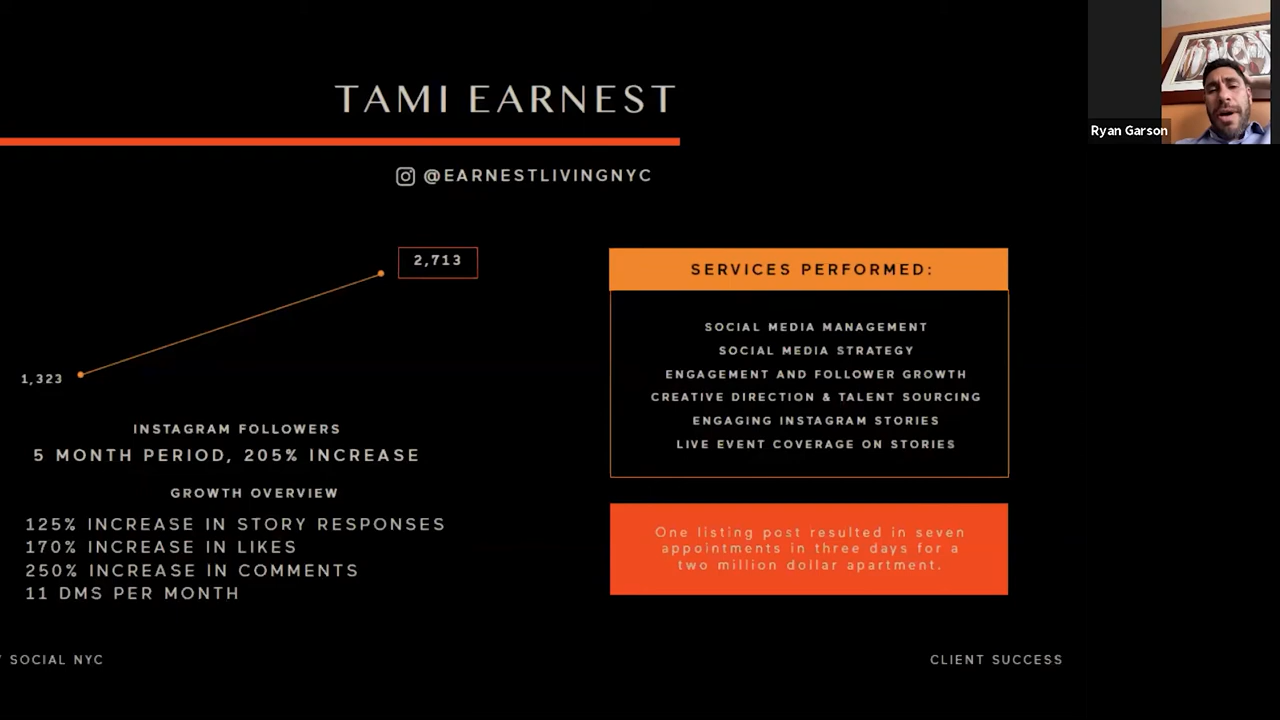 TAMI EARNEST
@EARNESTLIVINGNYC
Ryan Garson
2,713
1,323
INSTAGRAM FOLLOWERS
5 MONTH PERIOD, 205% INCREASE
GROWTH OVERVIEW
125% INCREASE IN STORY RESPONSES
170% INCREASE IN LIKES
250% INCREASE IN COMMENTS
11 DMS PER MONTH
SERVICES PERFORMED:
SOCIAL MEDIA MANAGEMENT
SOCIAL MEDIA STRATEGY
ENGAGEMENT AND FOLLOWER GROWTH
CREATIVE DIRECTION & TALENT SOURCING
ENGAGING INSTAGRAM STORIES
LIVE EVENT COVERAGE ON STORIES
One listing post resulted in seven
appointments in three days for a
two million dollar apartment.
SOCIAL NYC
CLIENT SUCCESS